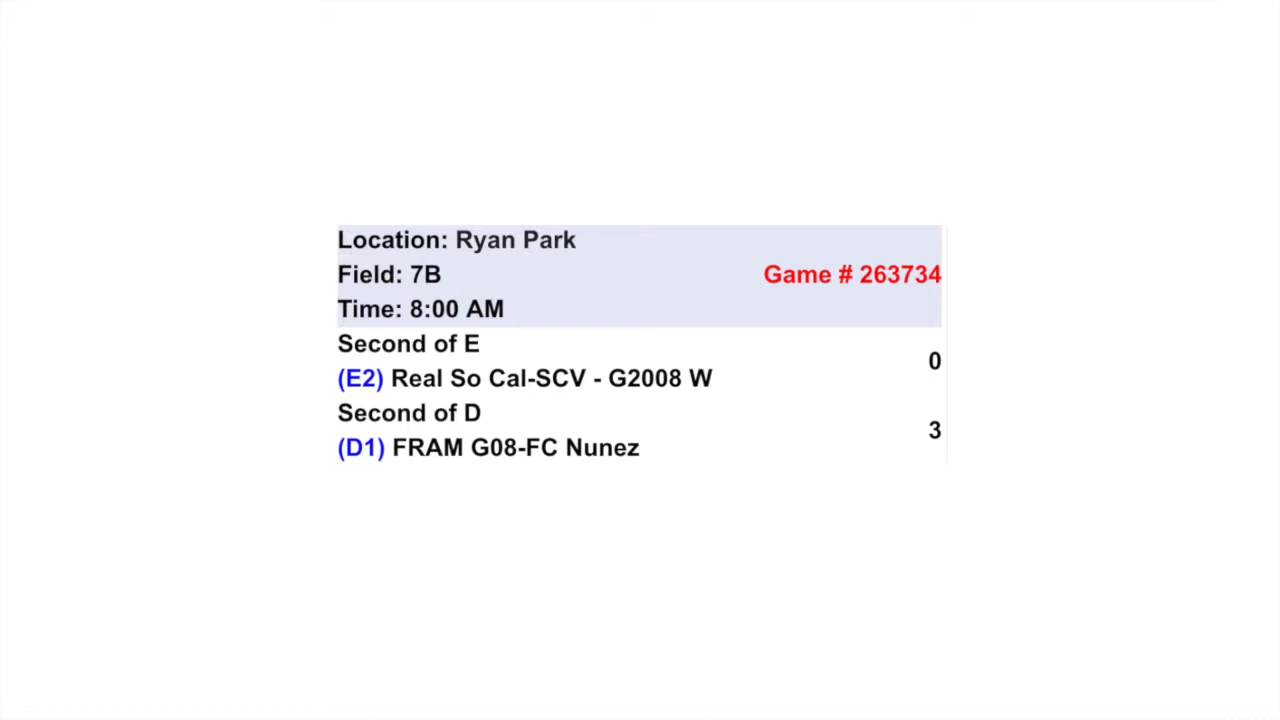 Location: Ryan Park
Field: 7B
Game # 263734
Time: 8:00 AM
Second of E
0
(E2) Real So Cal-SCV - G2008 W
Second of D
3
(D1) FRAM G08-FC Nunez